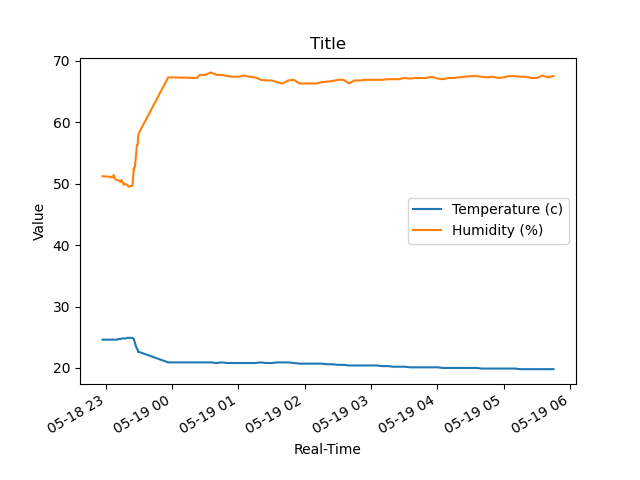 Title
70
60
50
40
30
20
Value
Temperature (c)
Humidity (%)
05-18 23
05-19 00
05-19 01
05-19 02
05-19 03
05-19 04
05-19 05
05-19 06
Real-Time